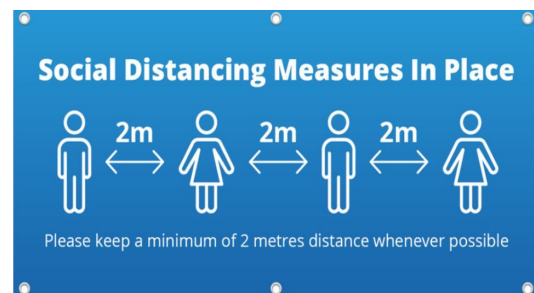 Social Distancing Measures In Place
2m 2m 2m
Please keep a minimum of 2 metres distance whenever possible